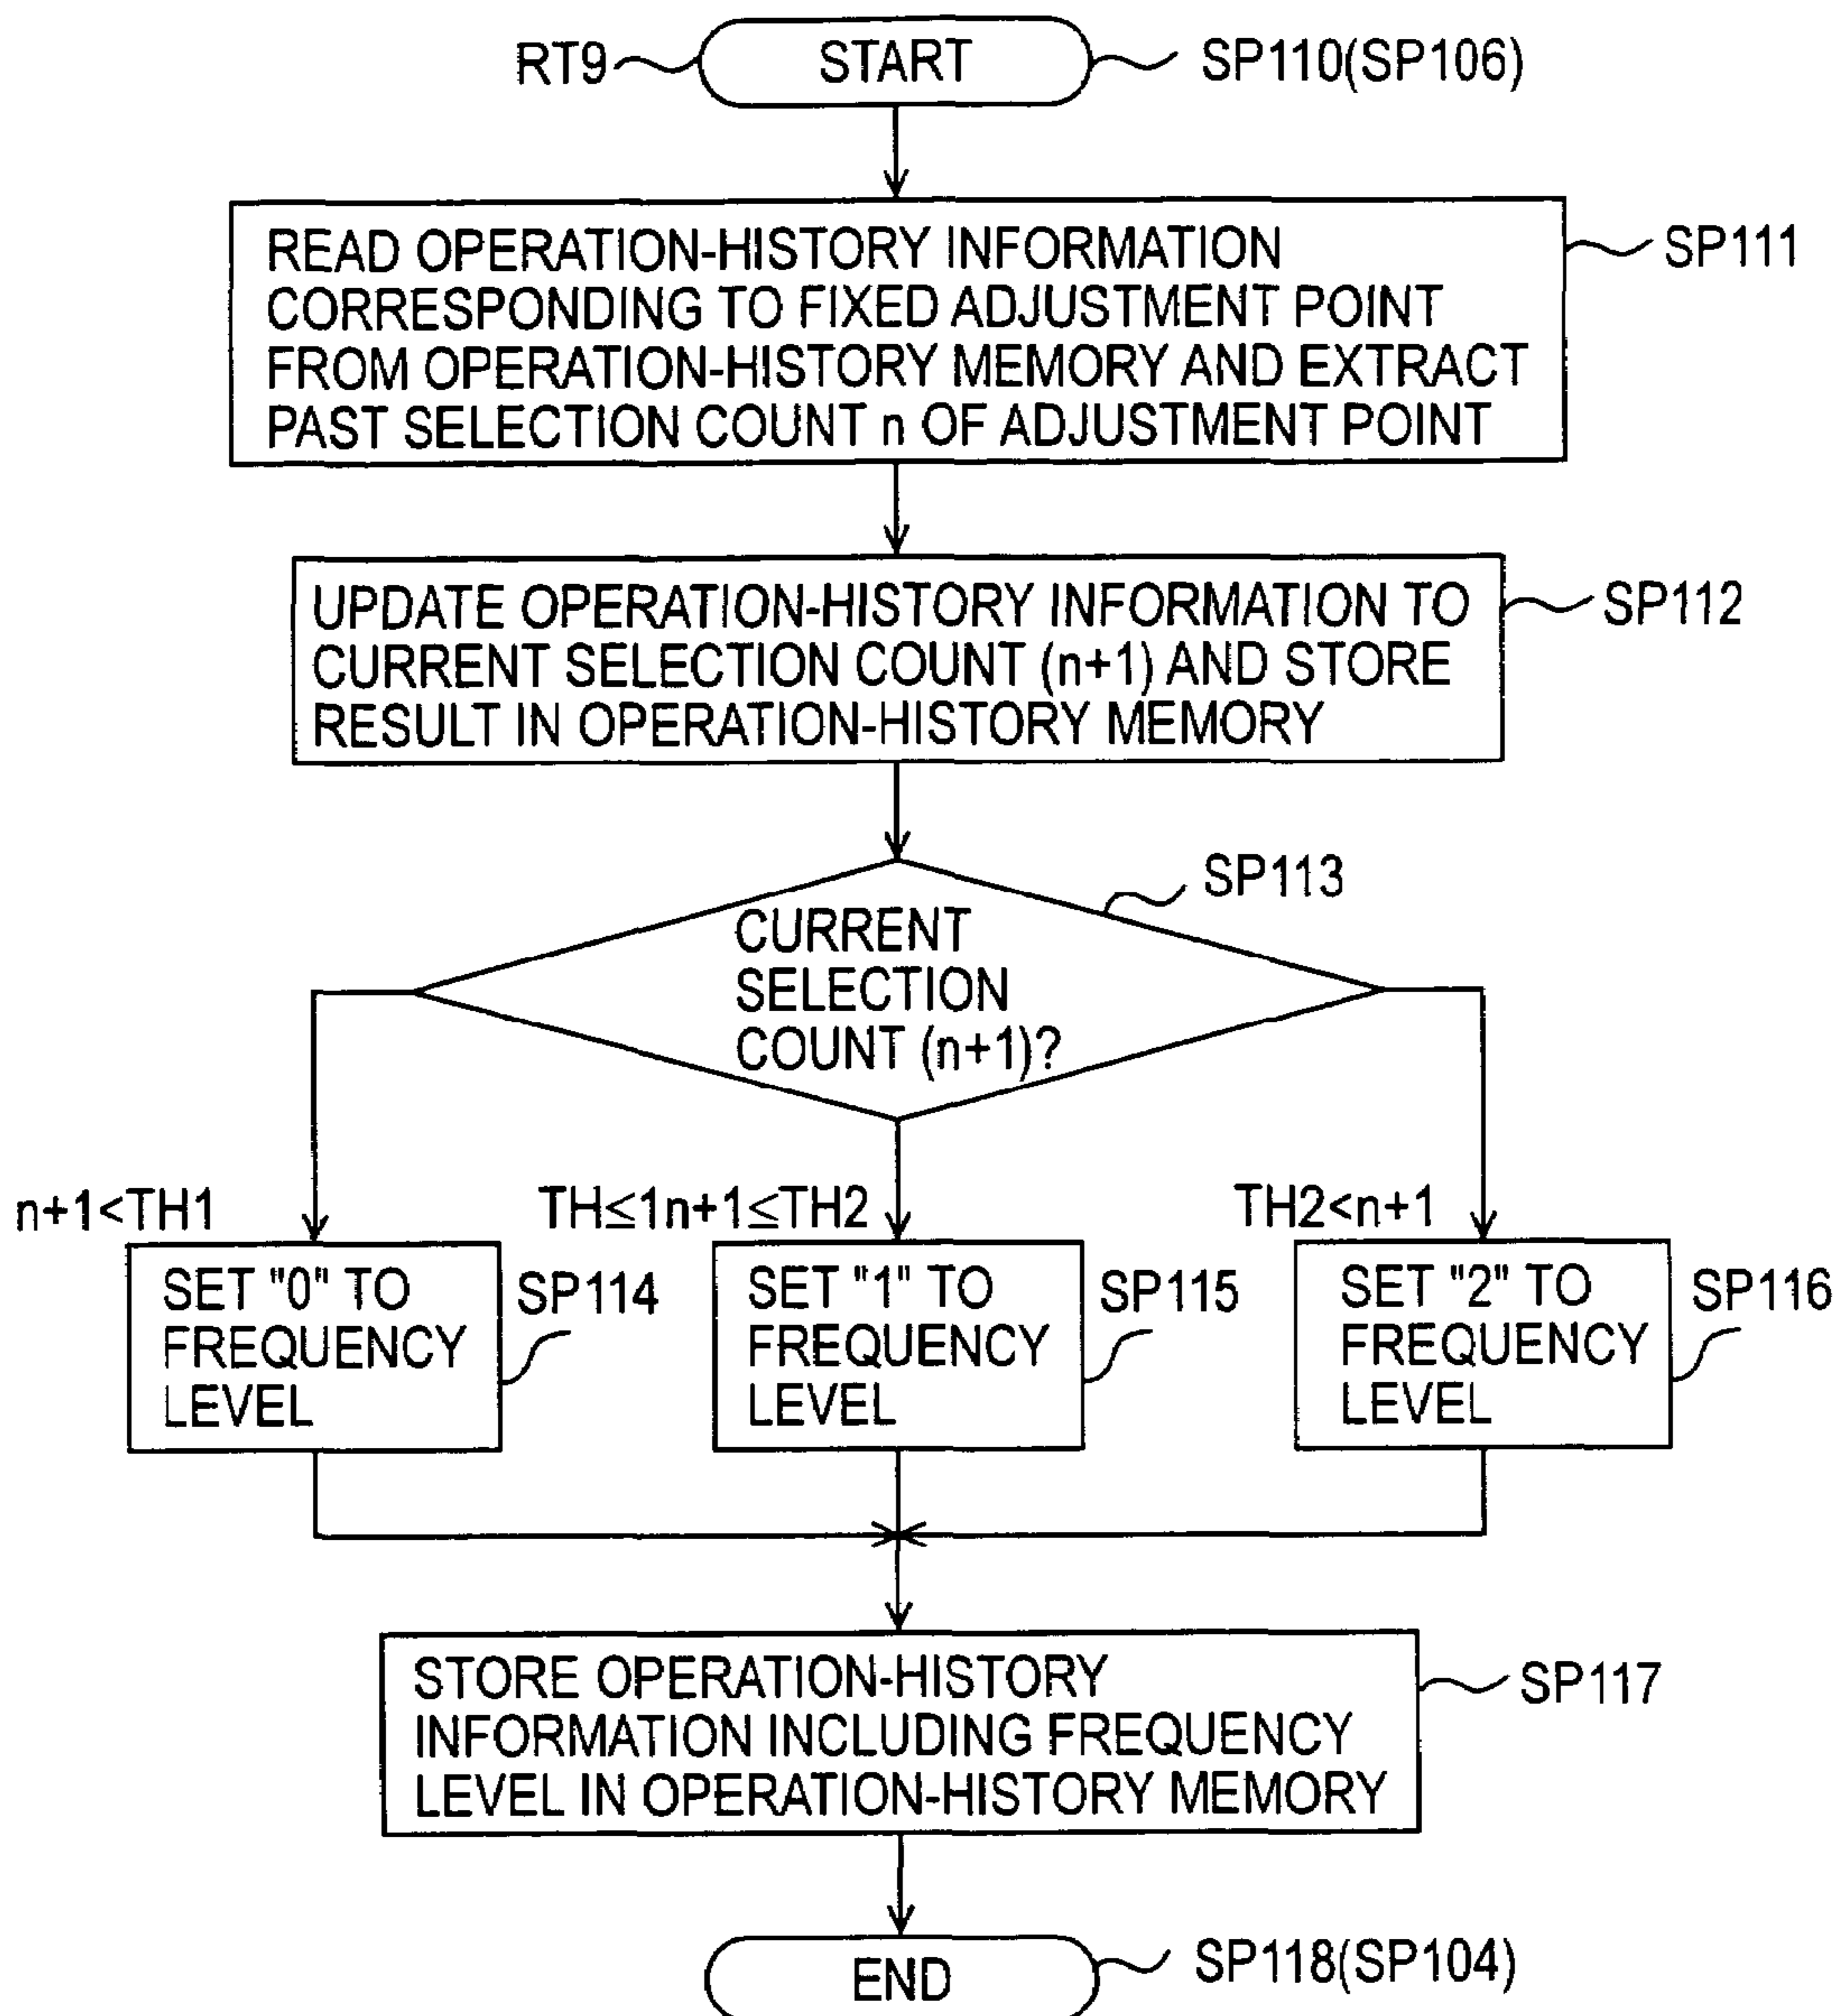 RT9
START
SP110(SP106)
READ OPERATION-HISTORY INFORMATION
CORRESPONDING TO FIXED ADJUSTMENT POINT
FROM OPERATION-HISTORY MEMORY AND EXTRACT
PAST SELECTION COUNT n OF ADJUSTMENT POINT
SP111
UPDATE OPERATION-HISTORY INFORMATION TO
CURRENT SELECTION COUNT (n+1) AND STORE
RESULT IN OPERATION-HISTORY MEMORY
SP112
SP113
CURRENT
SELECTION
COUNT (n+1)?
n+1<TH1
TH≤1n+1≤TH2
TH2<n+1
SET "0" TO
FREQUENCY
LEVEL
SP114
SET "1" TO
FREQUENCY
LEVEL
SP115
SET "2" TO
FREQUENCY
LEVEL
SP116
STORE OPERATION-HISTORY
INFORMATION INCLUDING FREQUENCY
LEVEL IN OPERATION-HISTORY MEMORY
SP117
END
SP118(SP104)